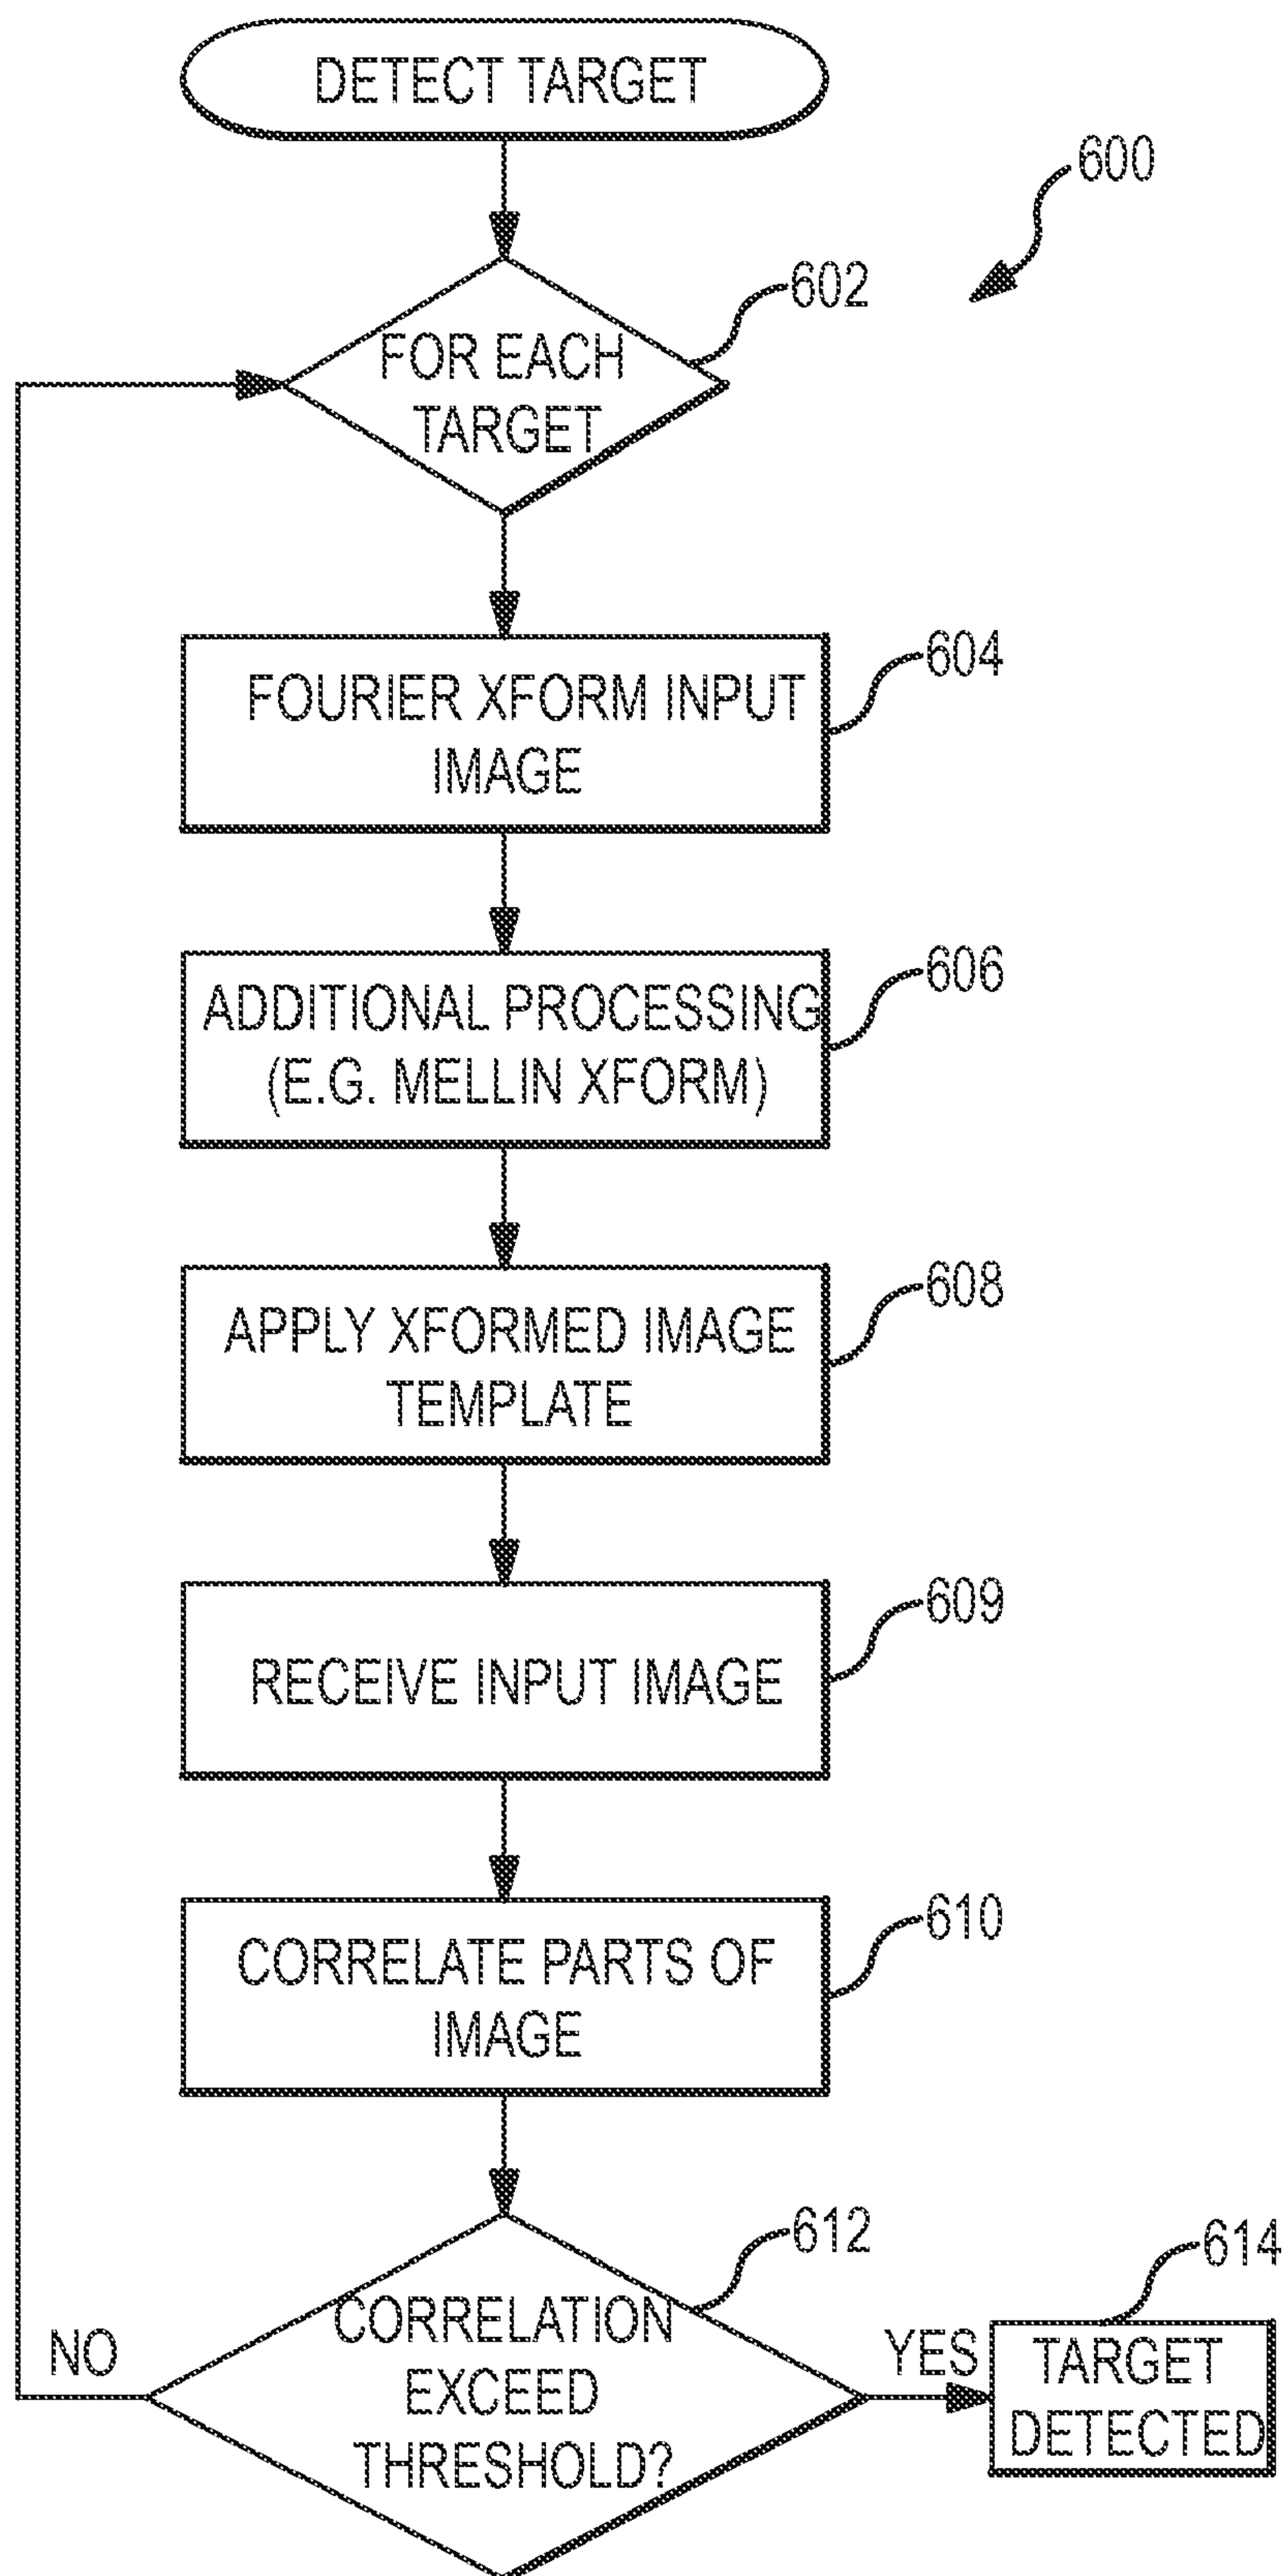 DETECT TARGET
600
602
FOR EACH
TARGET
604
FOURIER XFORM INPUT
IMAGE
606
ADDITIONAL PROCESSING
(E.G. MELLIN XFORM)
608
APPLY XFORMED IMAGE
TEMPLATE
609
RECEIVE INPUT IMAGE
610
CORRELATE PARTS OF
IMAGE
612
614
CORRELATION
EXCEED
THRESHOLD?
NO
YES
TARGET
DETECTED